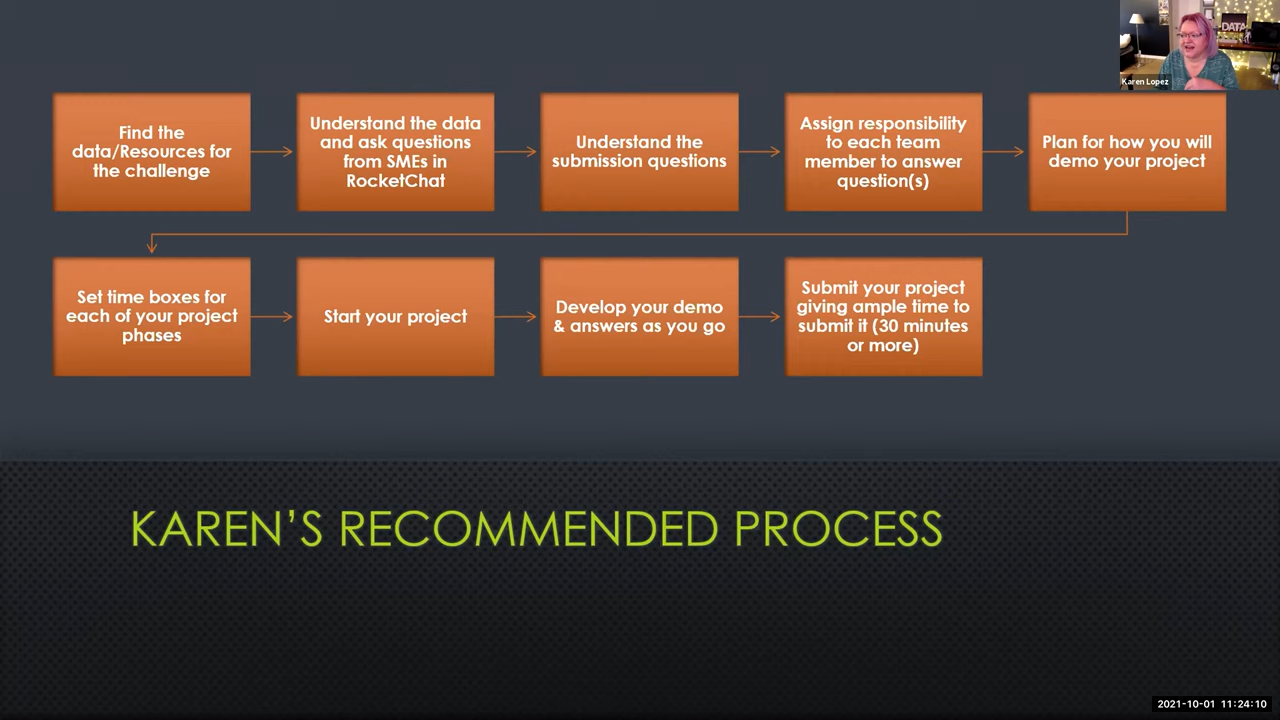 DATA
Karen Lopez
Find the
data/Resources for
the challenge
Understand the data
and ask questions
from SMEs in
RocketChat
Understand the
submission questions
Assign responsibility
to each team
member to answer
question(s)
Plan for how you will
demo your project
Set time boxes for
each of your project
phases
Start your project
Develop your demo
& answers as you go
Submit your project
giving ample time to
submit it (30 minutes
or more)
KAREN’S RECOMMENDED PROCESS
2021-10-01 11:24:10